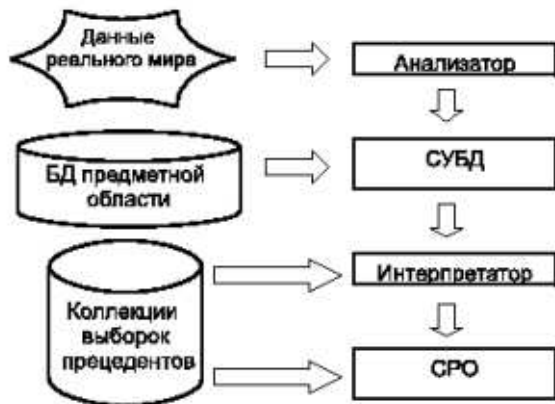 Данные
реального мира
Анализатор
БД предметной
области
СУБД
Интерпретатор
Коллекции
выборок
прецедентов
СРО